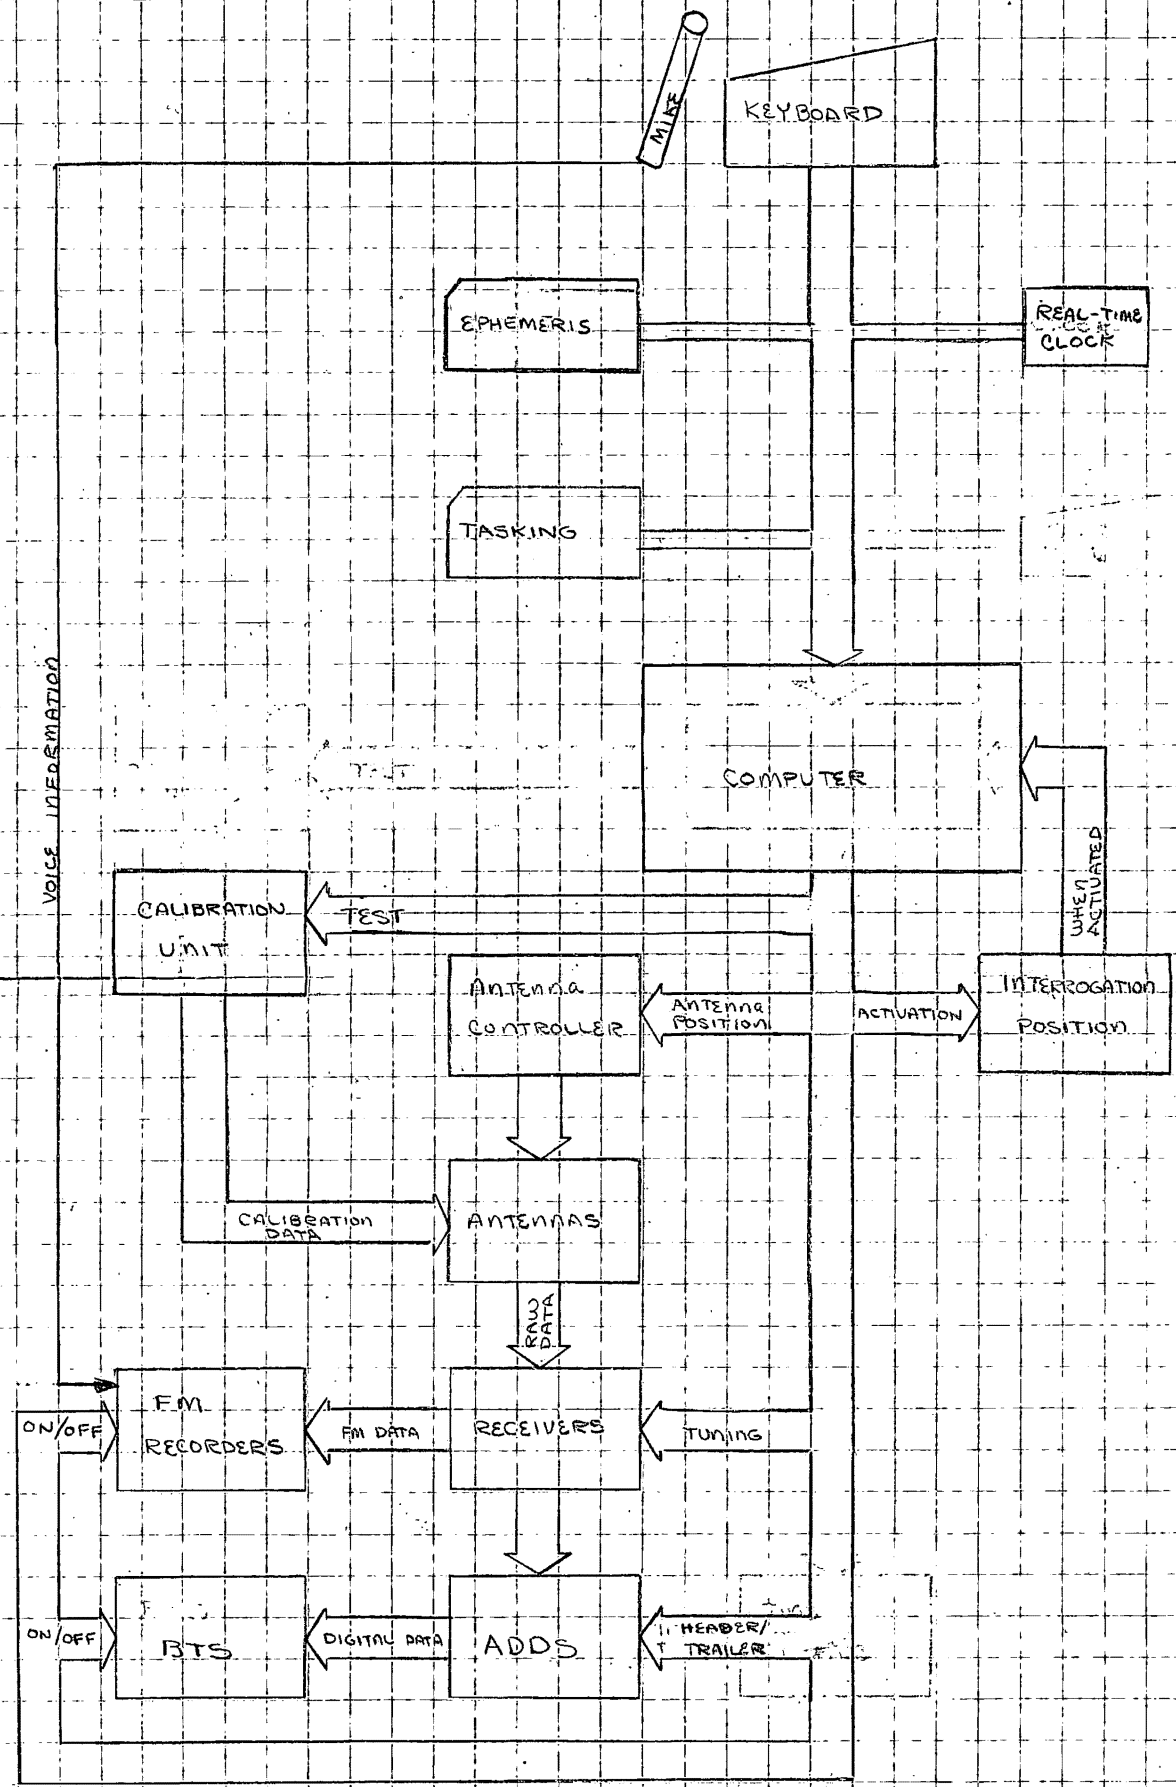 MIKE
KEYBOARD
EPHEMERIS
REAL-TIME
CLOCK
TASKING
VOICE INFORMATION
COMPUTER
WHEN
ACTIVATED
CALIBRATION
UNIT
TEST
ANTENNA
CONTROLLER
ANTENNA
POSITION
ACTIVATION
INTERROGATION
POSITION
CALIBRATION
DATA
ANTENNAS
RAW
DATA
ON/OFF
FM
RECORDERS
FM DATA
RECEIVERS
TUNING
ON/OFF
BTS
DIGITAL DATA
ADDS
HEADER/
TRAILER